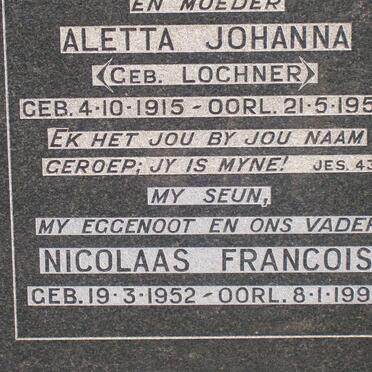 EN MOEDER
ALETTA JOHANNA
(GEB. LOCHNER)
GEB. 4-10-1915 - OORL. 21-5-195
EK HET JOU BY JOU NAAM
GEROEP; JY IS MYNE! JES. 43
MY SEUN,
MY EGGENOOT EN ONS VADER
NICOLAAS FRANCOIS
GEB. 19-3-1952 - OORL. 8-1-199